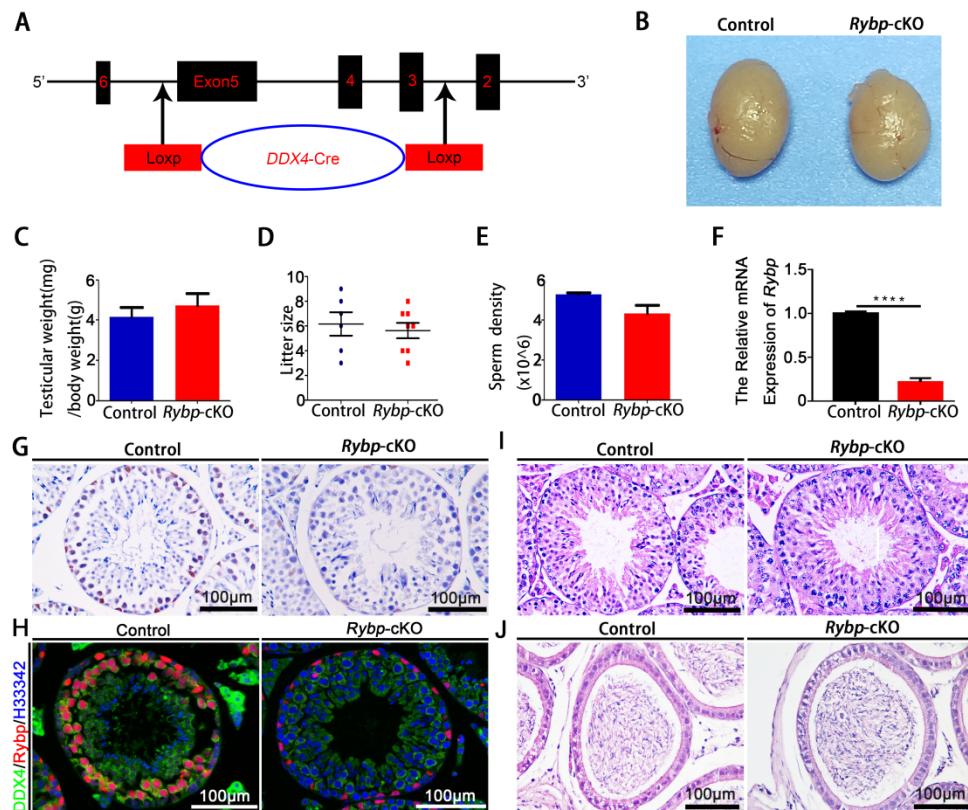 A
5'
6
Exon5
4
3
2
3'
Loxp
DDX4-Cre
Loxp
B
Control
Rybp-cKO
C
Testicular weight(mg)
/body weight(g)
6
4
2
0
Control
Rybp-cKO
D
Litter size
10
8
6
4
2
0
Control
Rybp-cKO
E
Sperm density
(x10^6)
6
4
2
0
Control
Rybp-cKO
F
The Relative mRNA
Expression of Rybp
1.5
1.0
0.5
0
****
Control
Rybp-cKO
G
Control
Rybp-cKO
100μm
100μm
I
Control
Rybp-cKO
100μm
100μm
H
DDX4/Rybp/H33342
Control
Rybp-cKO
100μm
100μm
J
Control
Rybp-cKO
100μm
100μm